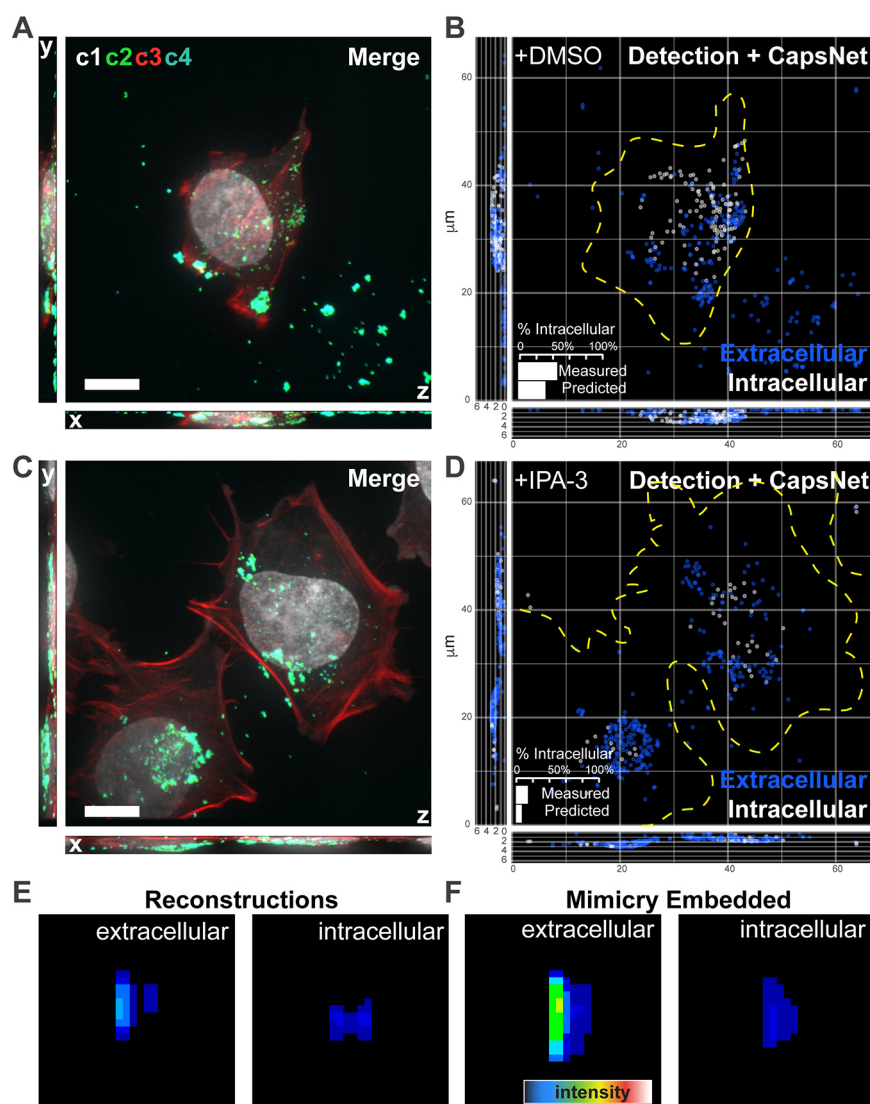 A
y
c1 c2 c3 c4
Merge
z
x
B
+DMSO
Detection + CapsNet
60
40
20
0
μm
% Intracellular
0 50% 100%
Measured
Predicted
Extracellular
Intracellular
6 4 2 0
0
2
4
6
20 40 60
C
y
Merge
z
x
D
+IPA-3
Detection + CapsNet
60
40
20
0
μm
% Intracellular
0 50% 100%
Measured
Predicted
Extracellular
Intracellular
6 4 2 0
0
2
4
6
0 20 40 60
E
Reconstructions
extracellular
intracellular
F
Mimicry Embedded
extracellular
intensity
intracellular